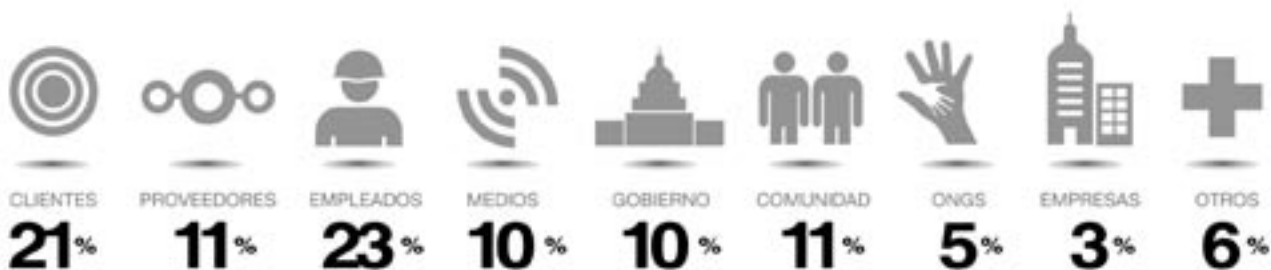 CLIENTES PROVEEDORES EMPLEADOS MEDIOS GOBIERNO COMUNIDAD ONGS EMPRESAS OTROS
21% 11% 23% 10% 10% 11% 5% 3% 6%